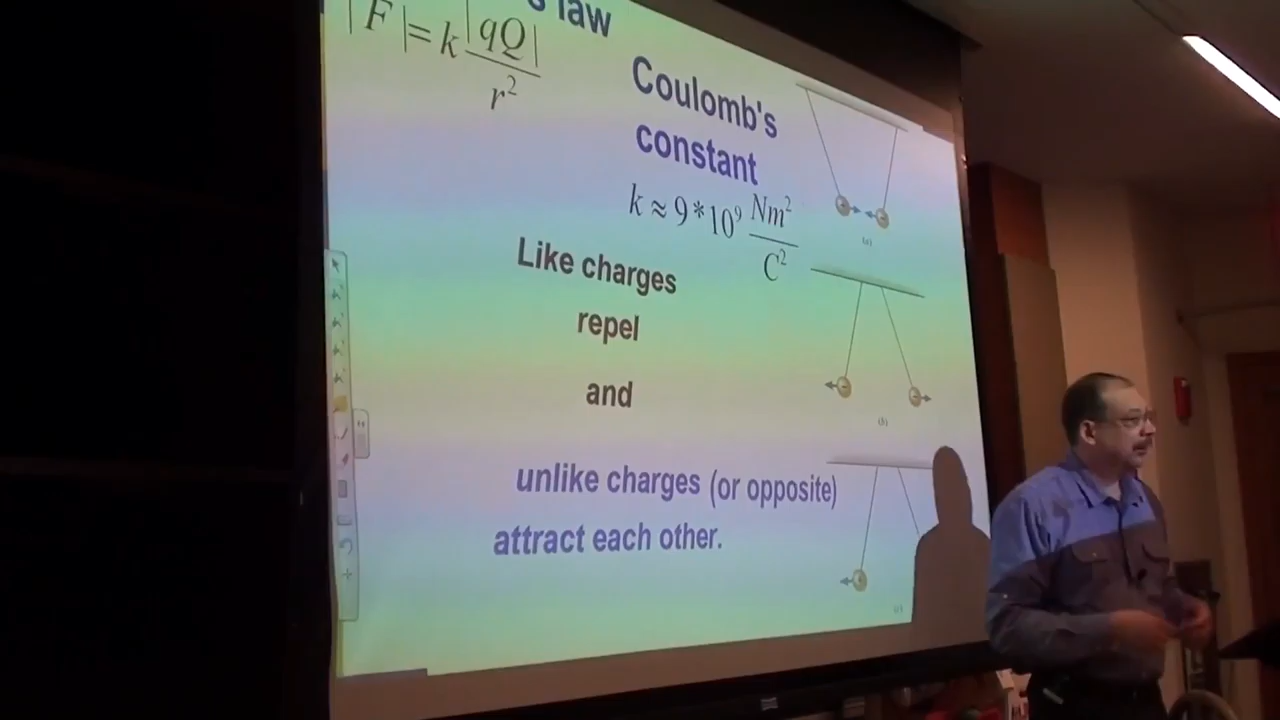 law
|F|=k |qQ| / r²
Coulomb's
constant
k ≈ 9*10⁹ Nm² / C²
(a)
Like charges
repel
and
(b)
unlike charges (or opposite)
attract each other.